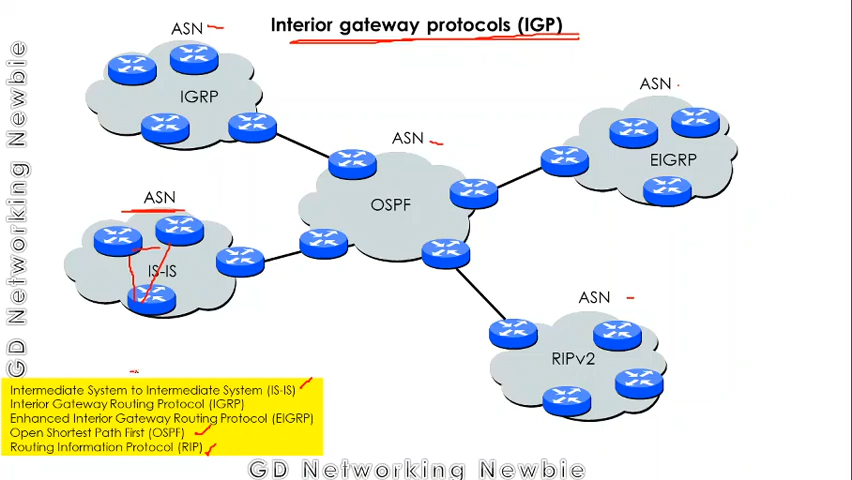 Interior gateway protocols (IGP)
ASN
IGRP
ASN
EIGRP
ASN
OSPF
ASN
IS-IS
ASN
RIPv2
Intermediate System to Intermediate System (IS-IS)
Interior Gateway Routing Protocol (IGRP)
Enhanced Interior Gateway Routing Protocol (EIGRP)
Open Shortest Path First (OSPF)
Routing Information Protocol (RIP)
GD Networking Newbie
GD Networking Newbie